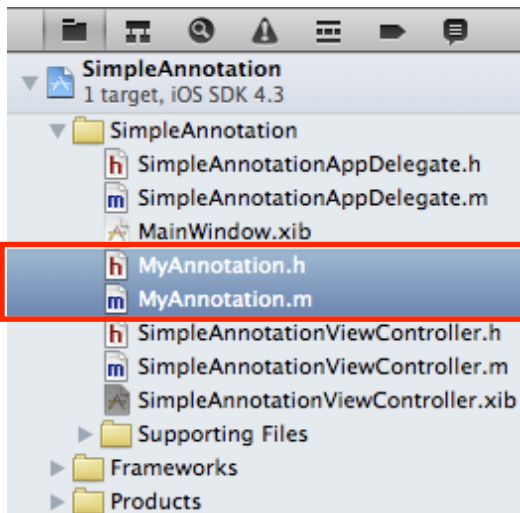 SimpleAnnotation
1 target, iOS SDK 4.3
SimpleAnnotation
h SimpleAnnotationAppDelegate.h
m SimpleAnnotationAppDelegate.m
MainWindow.xib
h MyAnnotation.h
m MyAnnotation.m
h SimpleAnnotationViewController.h
m SimpleAnnotationViewController.m
SimpleAnnotationViewController.xib
Supporting Files
Frameworks
Products